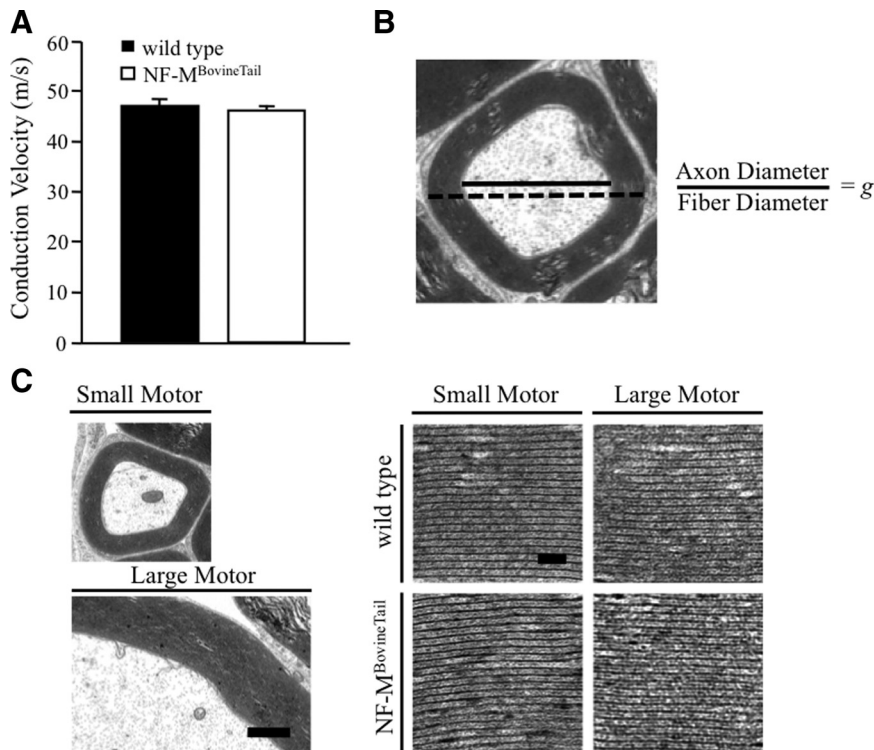 A
60
50
40
30
20
10
0
Conduction Velocity (m/s)
wild type
NF-M^BovineTail
B
Axon Diameter
Fiber Diameter
= g
C
Small Motor
Large Motor
Small Motor
Large Motor
wild type
NF-M^BovineTail